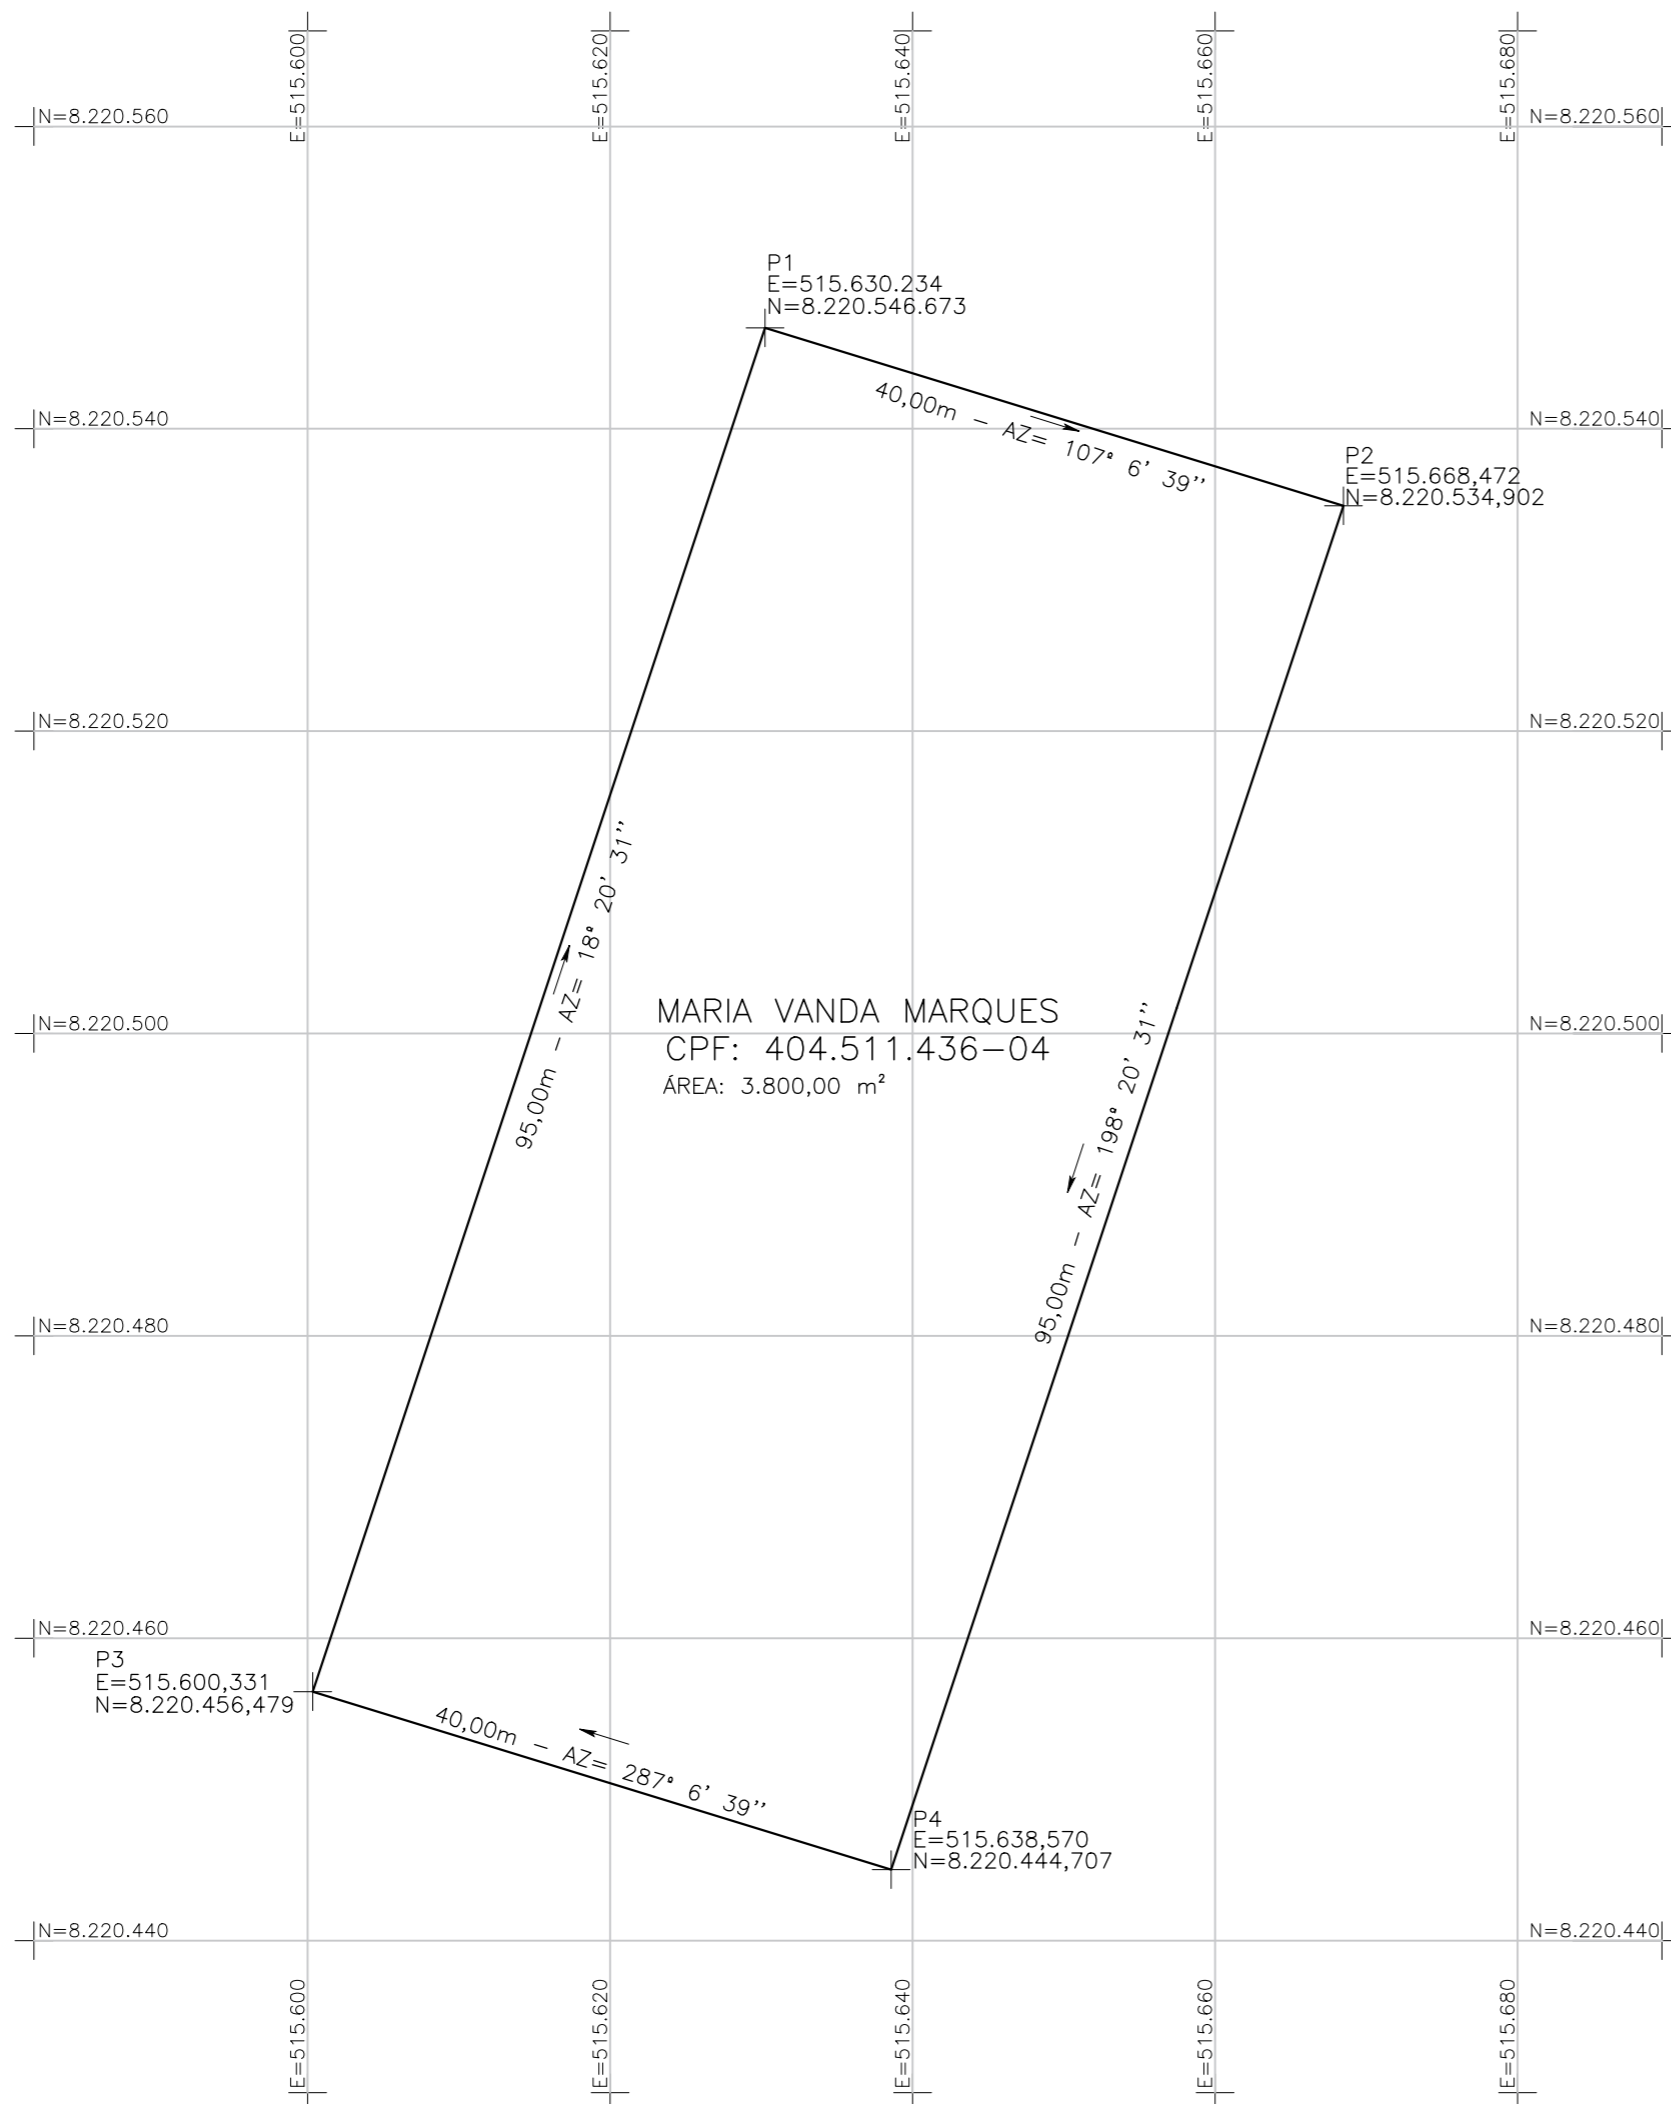 E=515.600
E=515.620
E=515.640
E=515.660
E=515.680
N=8.220.560
N=8.220.560
P1
E=515.630.234
N=8.220.546.673
40,00m - AZ= 107° 6' 39"
N=8.220.540
N=8.220.540
P2
E=515.668,472
N=8.220.534,902
N=8.220.520
N=8.220.520
95,00m - AZ= 18° 20' 31"
MARIA VANDA MARQUES
CPF: 404.511.436-04
ÁREA: 3.800,00 m²
95,00m - AZ= 198° 20' 31"
N=8.220.500
N=8.220.500
N=8.220.480
N=8.220.480
N=8.220.460
N=8.220.460
P3
E=515.600,331
N=8.220.456,479
40,00m - AZ= 287° 6' 39"
P4
E=515.638,570
N=8.220.444,707
N=8.220.440
N=8.220.440
E=515.600
E=515.620
E=515.640
E=515.660
E=515.680